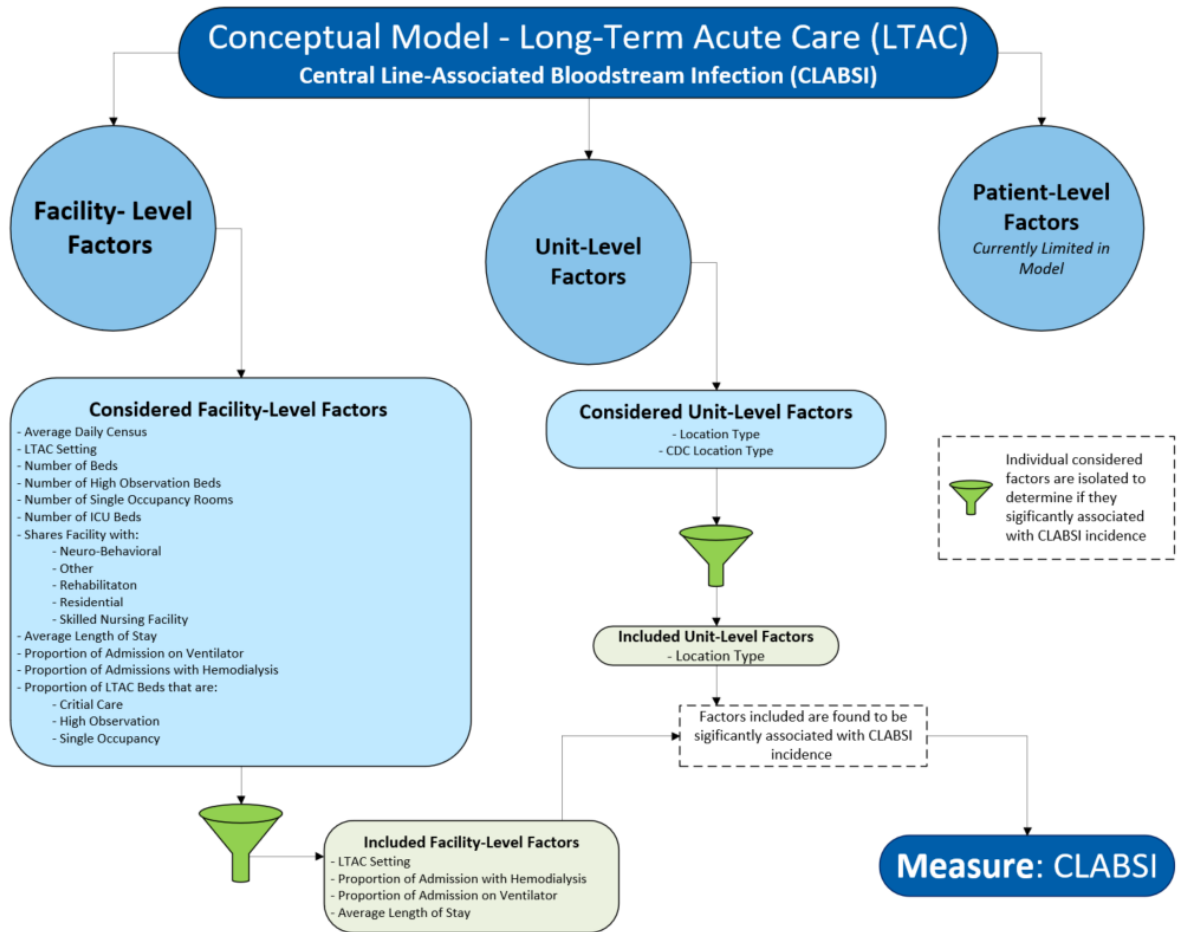 Conceptual Model - Long-Term Acute Care (LTAC)
Central Line-Associated Bloodstream Infection (CLABSI)
Facility- Level
Factors
Unit-Level
Factors
Patient-Level
Factors
Currently Limited in
Model
Considered Facility-Level Factors
- Average Daily Census
- LTAC Setting
- Number of Beds
- Number of High Observation Beds
- Number of Single Occupancy Rooms
- Number of ICU Beds
- Shares Facility with:
- Neuro-Behavioral
- Other
- Rehabilitaton
- Residential
- Skilled Nursing Facility
- Average Length of Stay
- Proportion of Admission on Ventilator
- Proportion of Admissions with Hemodialysis
- Proportion of LTAC Beds that are:
- Critial Care
- High Observation
- Single Occupancy
Considered Unit-Level Factors
- Location Type
- CDC Location Type
Individual considered
factors are isolated to
determine if they
sigificantly associated
with CLABSI incidence
Included Unit-Level Factors
- Location Type
Factors included are found to be
sigificantly associated with CLABSI
incidence
Included Facility-Level Factors
- LTAC Setting
- Proportion of Admission with Hemodialysis
- Proportion of Admission on Ventilator
- Average Length of Stay
Measure: CLABSI